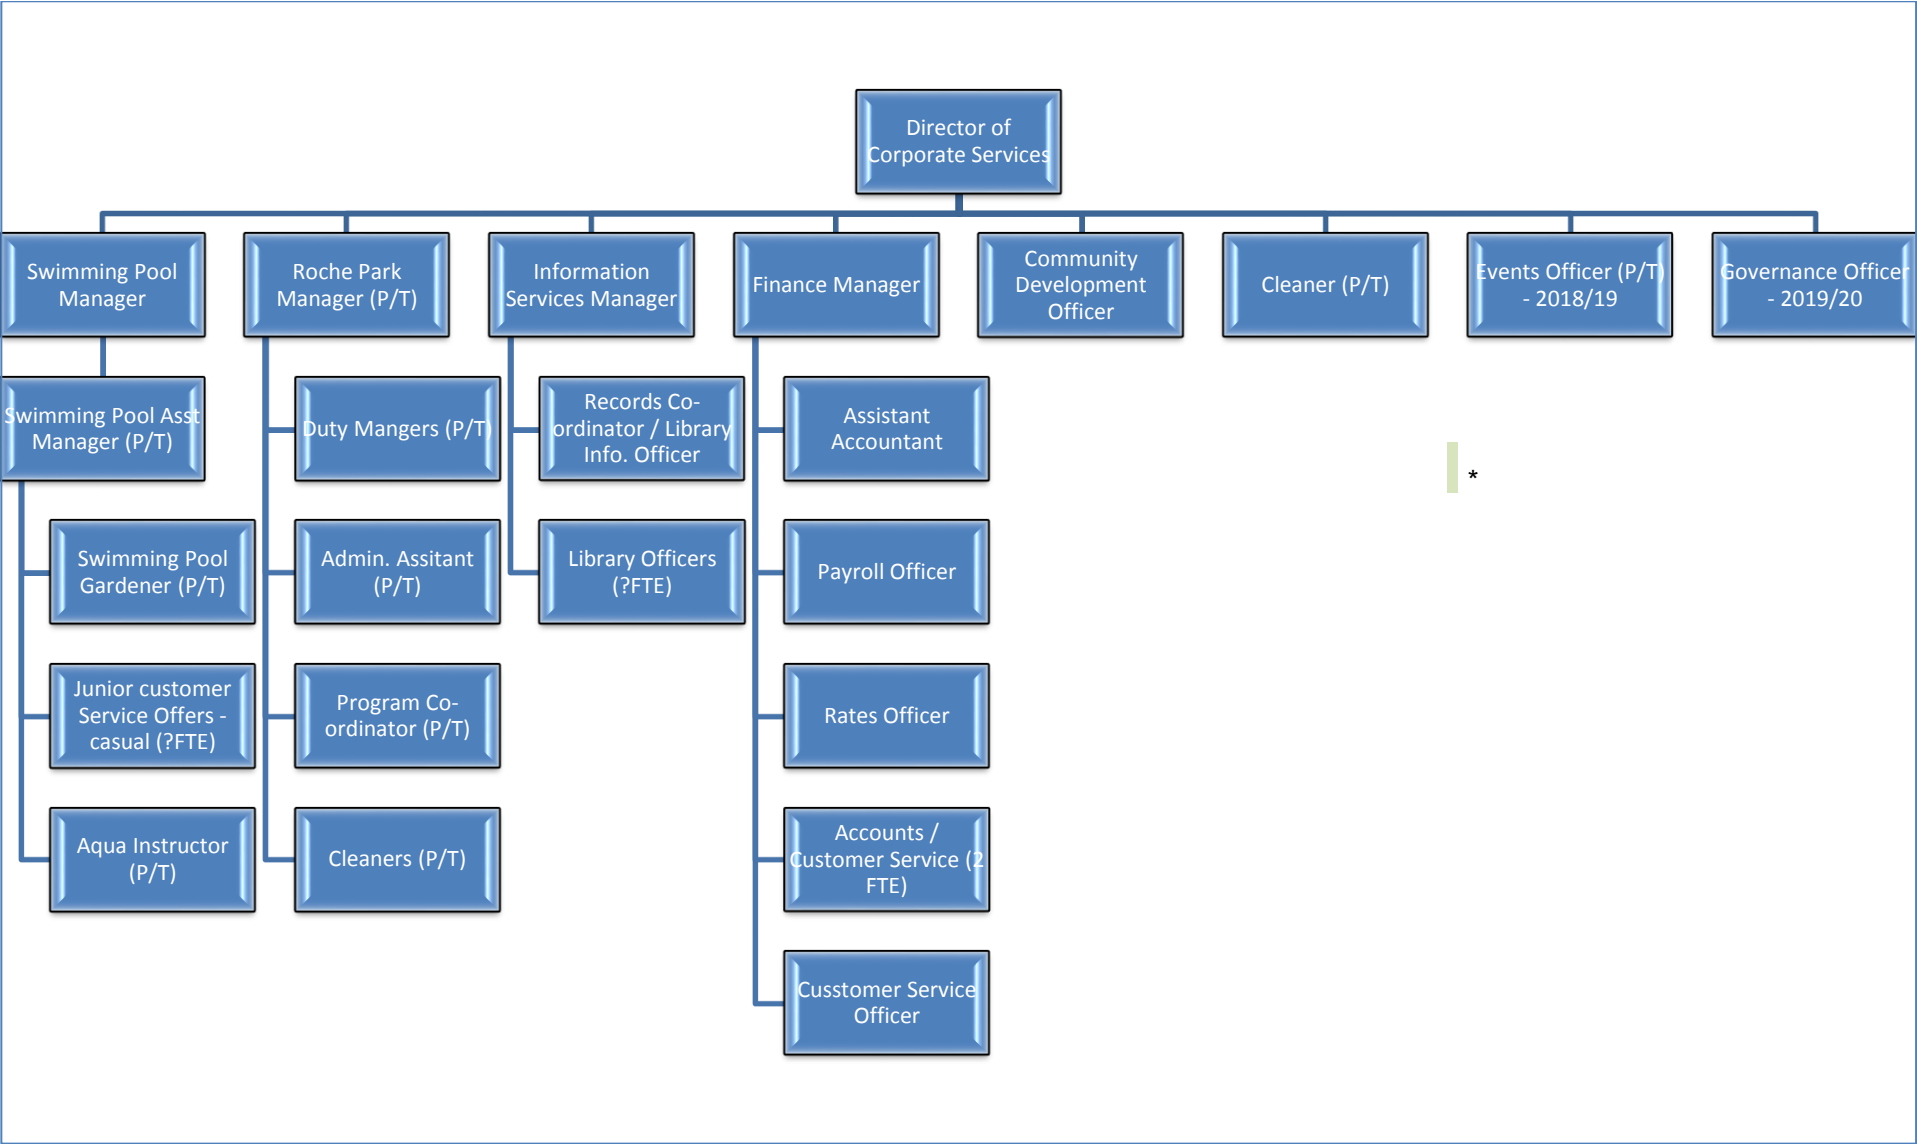 Director of
Corporate Services
Swimming Pool
Manager
Roche Park
Manager (P/T)
Information
Services Manager
Finance Manager
Community
Development
Officer
Cleaner (P/T)
Events Officer (P/T)
- 2018/19
Governance Officer
- 2019/20
Swimming Pool Asst
Manager (P/T)
Duty Mangers (P/T)
Records Co-
ordinator / Library
Info. Officer
Assistant
Accountant
*
Swimming Pool
Gardener (P/T)
Admin. Assitant
(P/T)
Library Officers
(?FTE)
Payroll Officer
Junior customer
Service Offers -
casual (?FTE)
Program Co-
ordinator (P/T)
Rates Officer
Aqua Instructor
(P/T)
Cleaners (P/T)
Accounts /
Customer Service (2
FTE)
Cusstomer Service
Officer